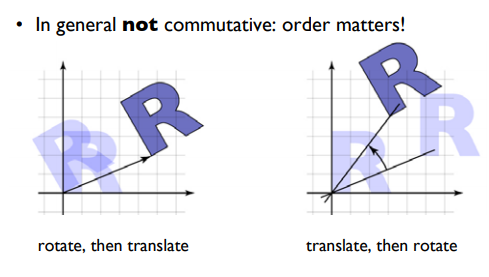 • In general not commutative: order matters!
R R R
R R R
rotate, then translate
translate, then rotate